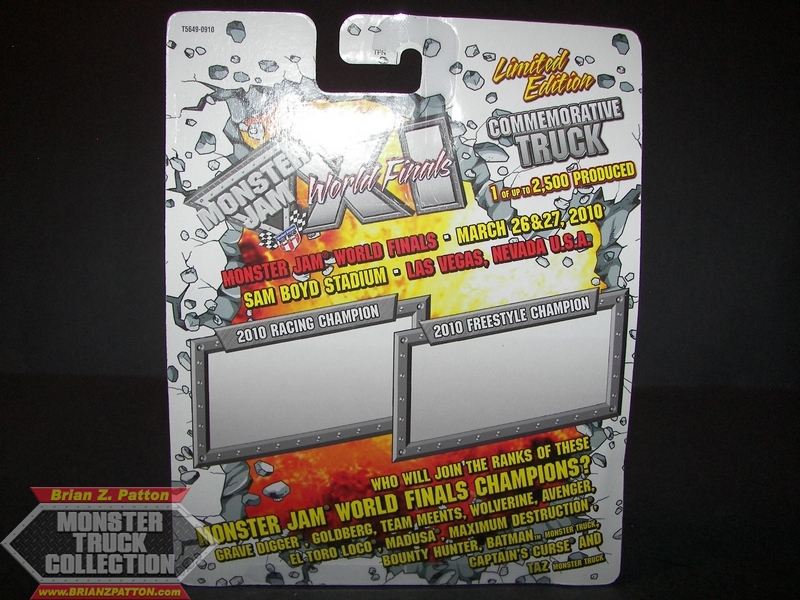 T5649-0910
Limited
Edition
COMMEMORATIVE
TRUCK
1 OF UP TO 2,500 PRODUCED
MONSTER
JAM
XI
World Finals
MONSTER JAM® WORLD FINALS - MARCH 26&27, 2010
SAM BOYD STADIUM - LAS VEGAS, NEVADA U.S.A.
2010 RACING CHAMPION
2010 FREESTYLE CHAMPION
WHO WILL JOIN THE RANKS OF THESE
MONSTER JAM® WORLD FINALS CHAMPIONS?
GRAVE DIGGER®, GOLDBERG, TEAM MEENTS, WOLVERINE, AVENGER,
EL TORO LOCO®, MADUSA®, MAXIMUM DESTRUCTION®,
BOUNTY HUNTER, BATMAN™ MONSTER TRUCK,
CAPTAIN'S CURSE® AND
TAZ MONSTER TRUCK
Brian Z. Patton
MONSTER
TRUCK
COLLECTION
www.BRIANZPATTON.com